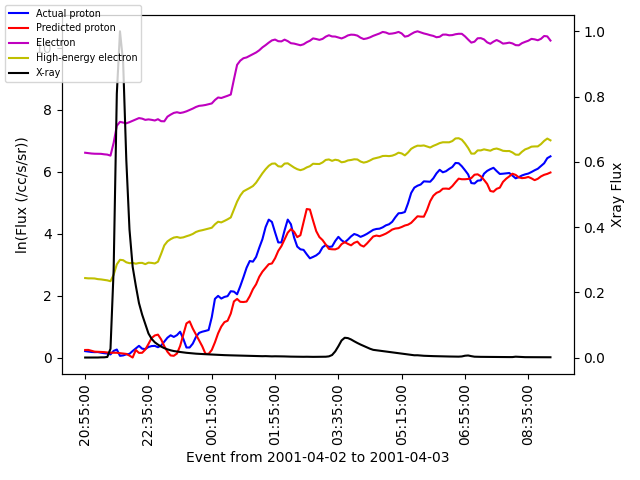 Actual proton
Predicted proton
Electron
High-energy electron
X-ray
10
8
6
4
2
0
ln(Flux (/cc/s/sr))
1.0
0.8
0.6
0.4
0.2
0.0
Xray Flux
20:55:00
22:35:00
00:15:00
01:55:00
03:35:00
05:15:00
06:55:00
08:35:00
Event from 2001-04-02 to 2001-04-03